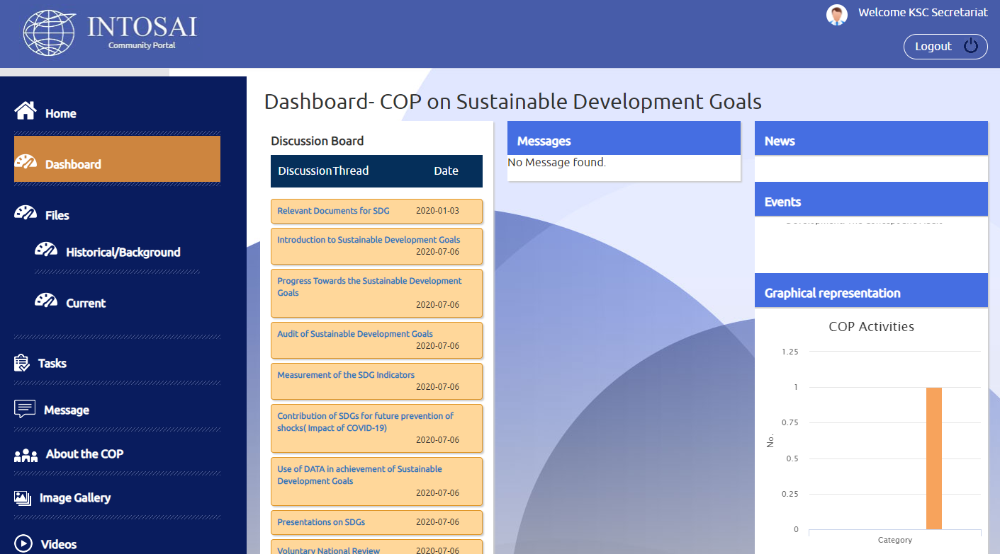 INTOSAI
Community Portal
Welcome KSC Secretariat
Logout
Home
Dashboard
Files
Historical/Background
Current
Tasks
Message
About the COP
Image Gallery
Videos
Dashboard- COP on Sustainable Development Goals
Discussion Board
DiscussionThread Date
Relevant Documents for SDG 2020-01-03
Introduction to Sustainable Development Goals
2020-07-06
Progress Towards the Sustainable Development
Goals
2020-07-06
Audit of Sustainable Development Goals
2020-07-06
Measurement of the SDG Indicators
2020-07-06
Contribution of SDGs for future prevention of
shocks( Impact of COVID-19)
2020-07-06
Use of DATA in achievement of Sustainable
Development Goals
2020-07-06
Presentations on SDGs 2020-07-06
Voluntary National Review 2020-07-06
Messages
No Message found.
News
Events
Graphical representation
COP Activities
1.25
1
0.75
0.5
0.25
0
No.
Category